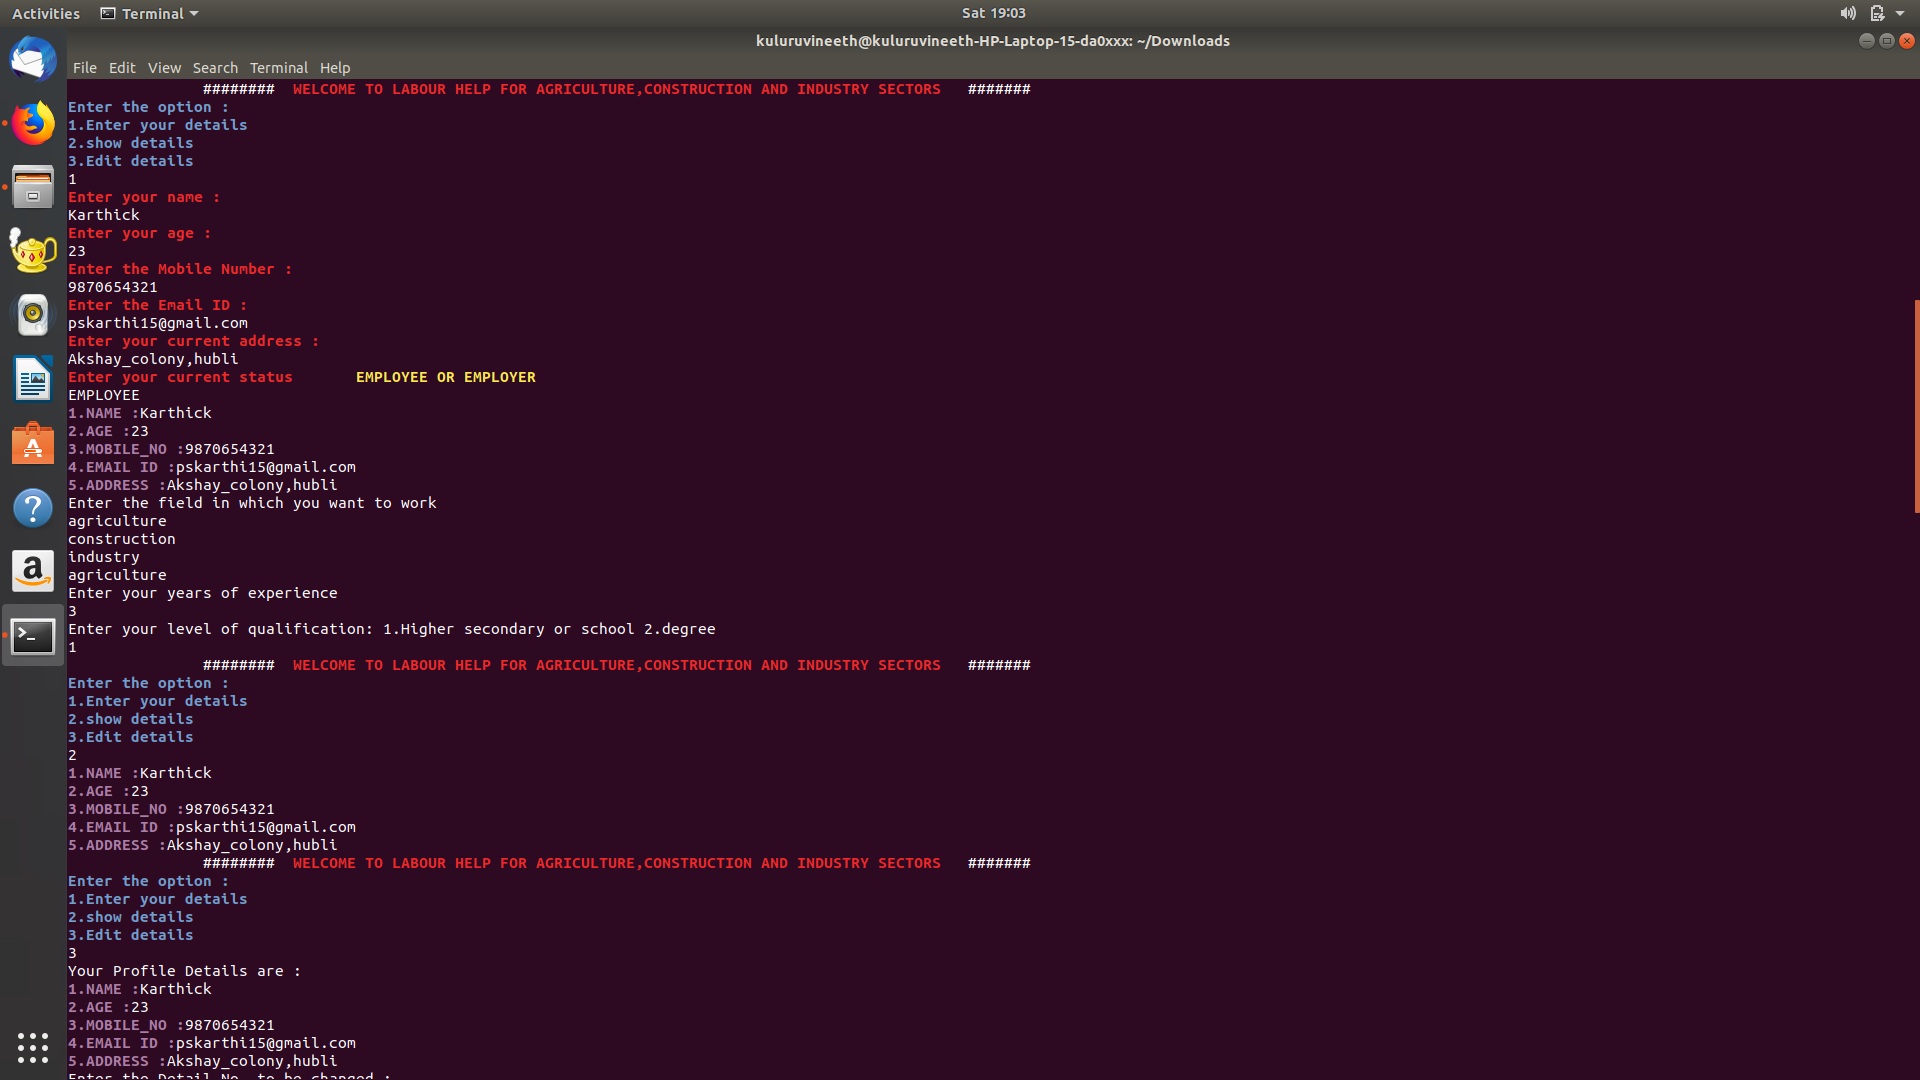 Activities Terminal Sat 19:03
kuluruvineeth@kuluruvineeth-HP-Laptop-15-da0xxx: ~/Downloads
File Edit View Search Terminal Help
######## WELCOME TO LABOUR HELP FOR AGRICULTURE,CONSTRUCTION AND INDUSTRY SECTORS #######
Enter the option :
1.Enter your details
2.show details
3.Edit details
1
Enter your name :
Karthick
Enter your age :
23
Enter the Mobile Number :
9870654321
Enter the Email ID :
pskarthi15@gmail.com
Enter your current address :
Akshay_colony,hubli
Enter your current status EMPLOYEE OR EMPLOYER
EMPLOYEE
1.NAME :Karthick
2.AGE :23
3.MOBILE_NO :9870654321
4.EMAIL ID :pskarthi15@gmail.com
5.ADDRESS :Akshay_colony,hubli
Enter the field in which you want to work
agriculture
construction
industry
agriculture
Enter your years of experience
3
Enter your level of qualification: 1.Higher secondary or school 2.degree
1
######## WELCOME TO LABOUR HELP FOR AGRICULTURE,CONSTRUCTION AND INDUSTRY SECTORS #######
Enter the option :
1.Enter your details
2.show details
3.Edit details
2
1.NAME :Karthick
2.AGE :23
3.MOBILE_NO :9870654321
4.EMAIL ID :pskarthi15@gmail.com
5.ADDRESS :Akshay_colony,hubli
######## WELCOME TO LABOUR HELP FOR AGRICULTURE,CONSTRUCTION AND INDUSTRY SECTORS #######
Enter the option :
1.Enter your details
2.show details
3.Edit details
3
Your Profile Details are :
1.NAME :Karthick
2.AGE :23
3.MOBILE_NO :9870654321
4.EMAIL ID :pskarthi15@gmail.com
5.ADDRESS :Akshay_colony,hubli
Enter the Detail No. to be changed :